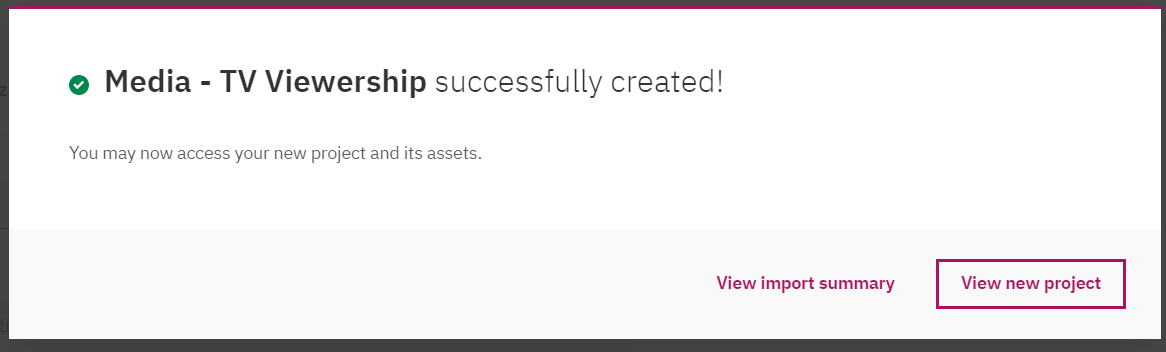 Media - TV Viewership successfully created!
You may now access your new project and its assets.
View import summary
View new project